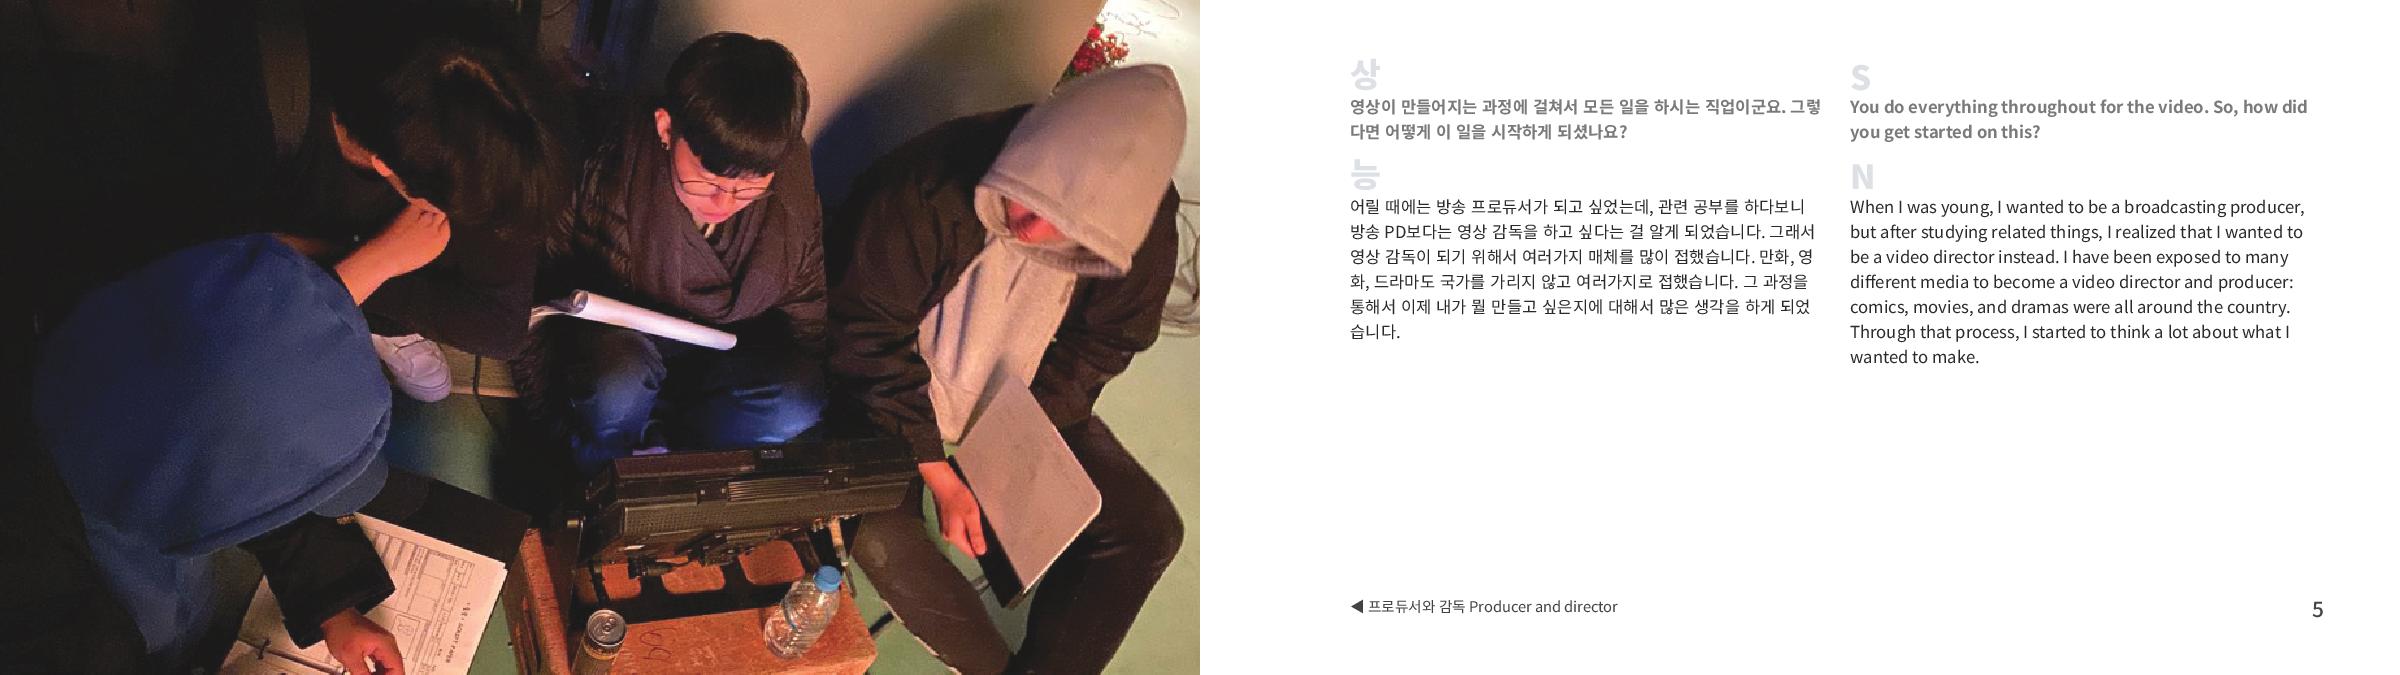 상
영상이 만들어지는 과정에 걸쳐서 모든 일을 하시는 직업이군요. 그렇
다면 어떻게 이 일을 시작하게 되셨나요?
능
어릴 때에는 방송 프로듀서가 되고 싶었는데, 관련 공부를 하다보니
방송 PD보다는 영상 감독을 하고 싶다는 걸 알게 되었습니다. 그래서
영상 감독이 되기 위해서 여러가지 매체를 많이 접했습니다. 만화, 영
화, 드라마도 국가를 가리지 않고 여러가지로 접했습니다. 그 과정을
통해서 이제 내가 뭘 만들고 싶은지에 대해서 많은 생각을 하게 되었
습니다.
S
You do everything throughout for the video. So, how did
you get started on this?
N
When I was young, I wanted to be a broadcasting producer,
but after studying related things, I realized that I wanted to
be a video director instead. I have been exposed to many
different media to become a video director and producer:
comics, movies, and dramas were all around the country.
Through that process, I started to think a lot about what I
wanted to make.
◀ 프로듀서와 감독 Producer and director
5